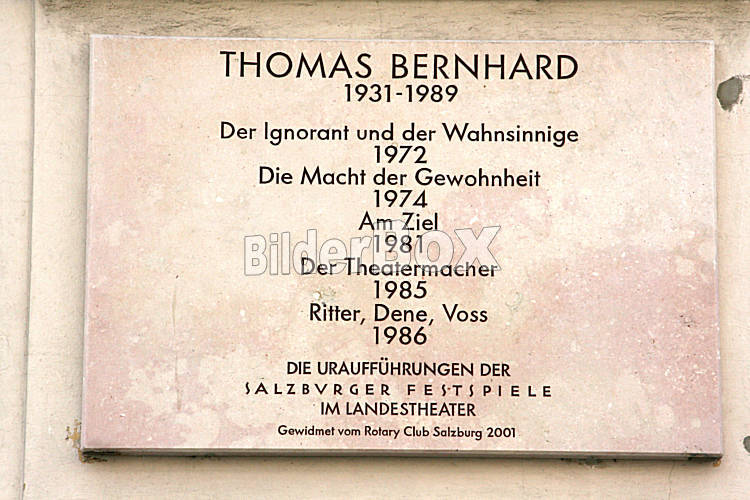 THOMAS BERNHARD
1931-1989
Der Ignorant und der Wahnsinnige
1972
Die Macht der Gewohnheit
1974
Am Ziel
1981
BilderBox
Der Theatermacher
1985
Ritter, Dene, Voss
1986
DIE URAUFFÜHRUNGEN DER
SALZBVRGER FESTSPIELE
IM LANDESTHEATER
Gewidmet vom Rotary Club Salzburg 2001